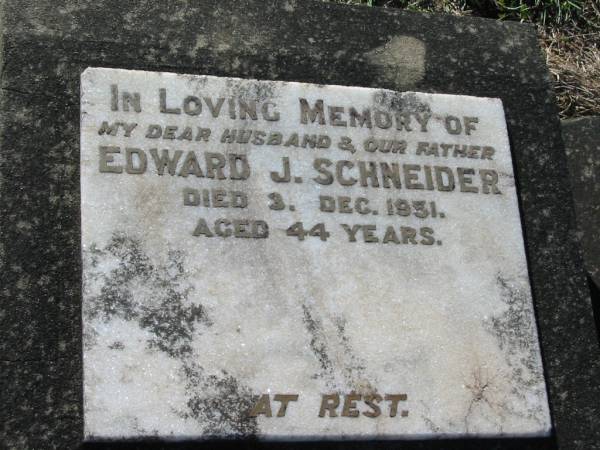 IN LOVING MEMORY OF
MY DEAR HUSBAND & OUR FATHER
EDWARD J. SCHNEIDER
DIED 3. DEC. 1951.
AGED 44 YEARS.
AT REST.